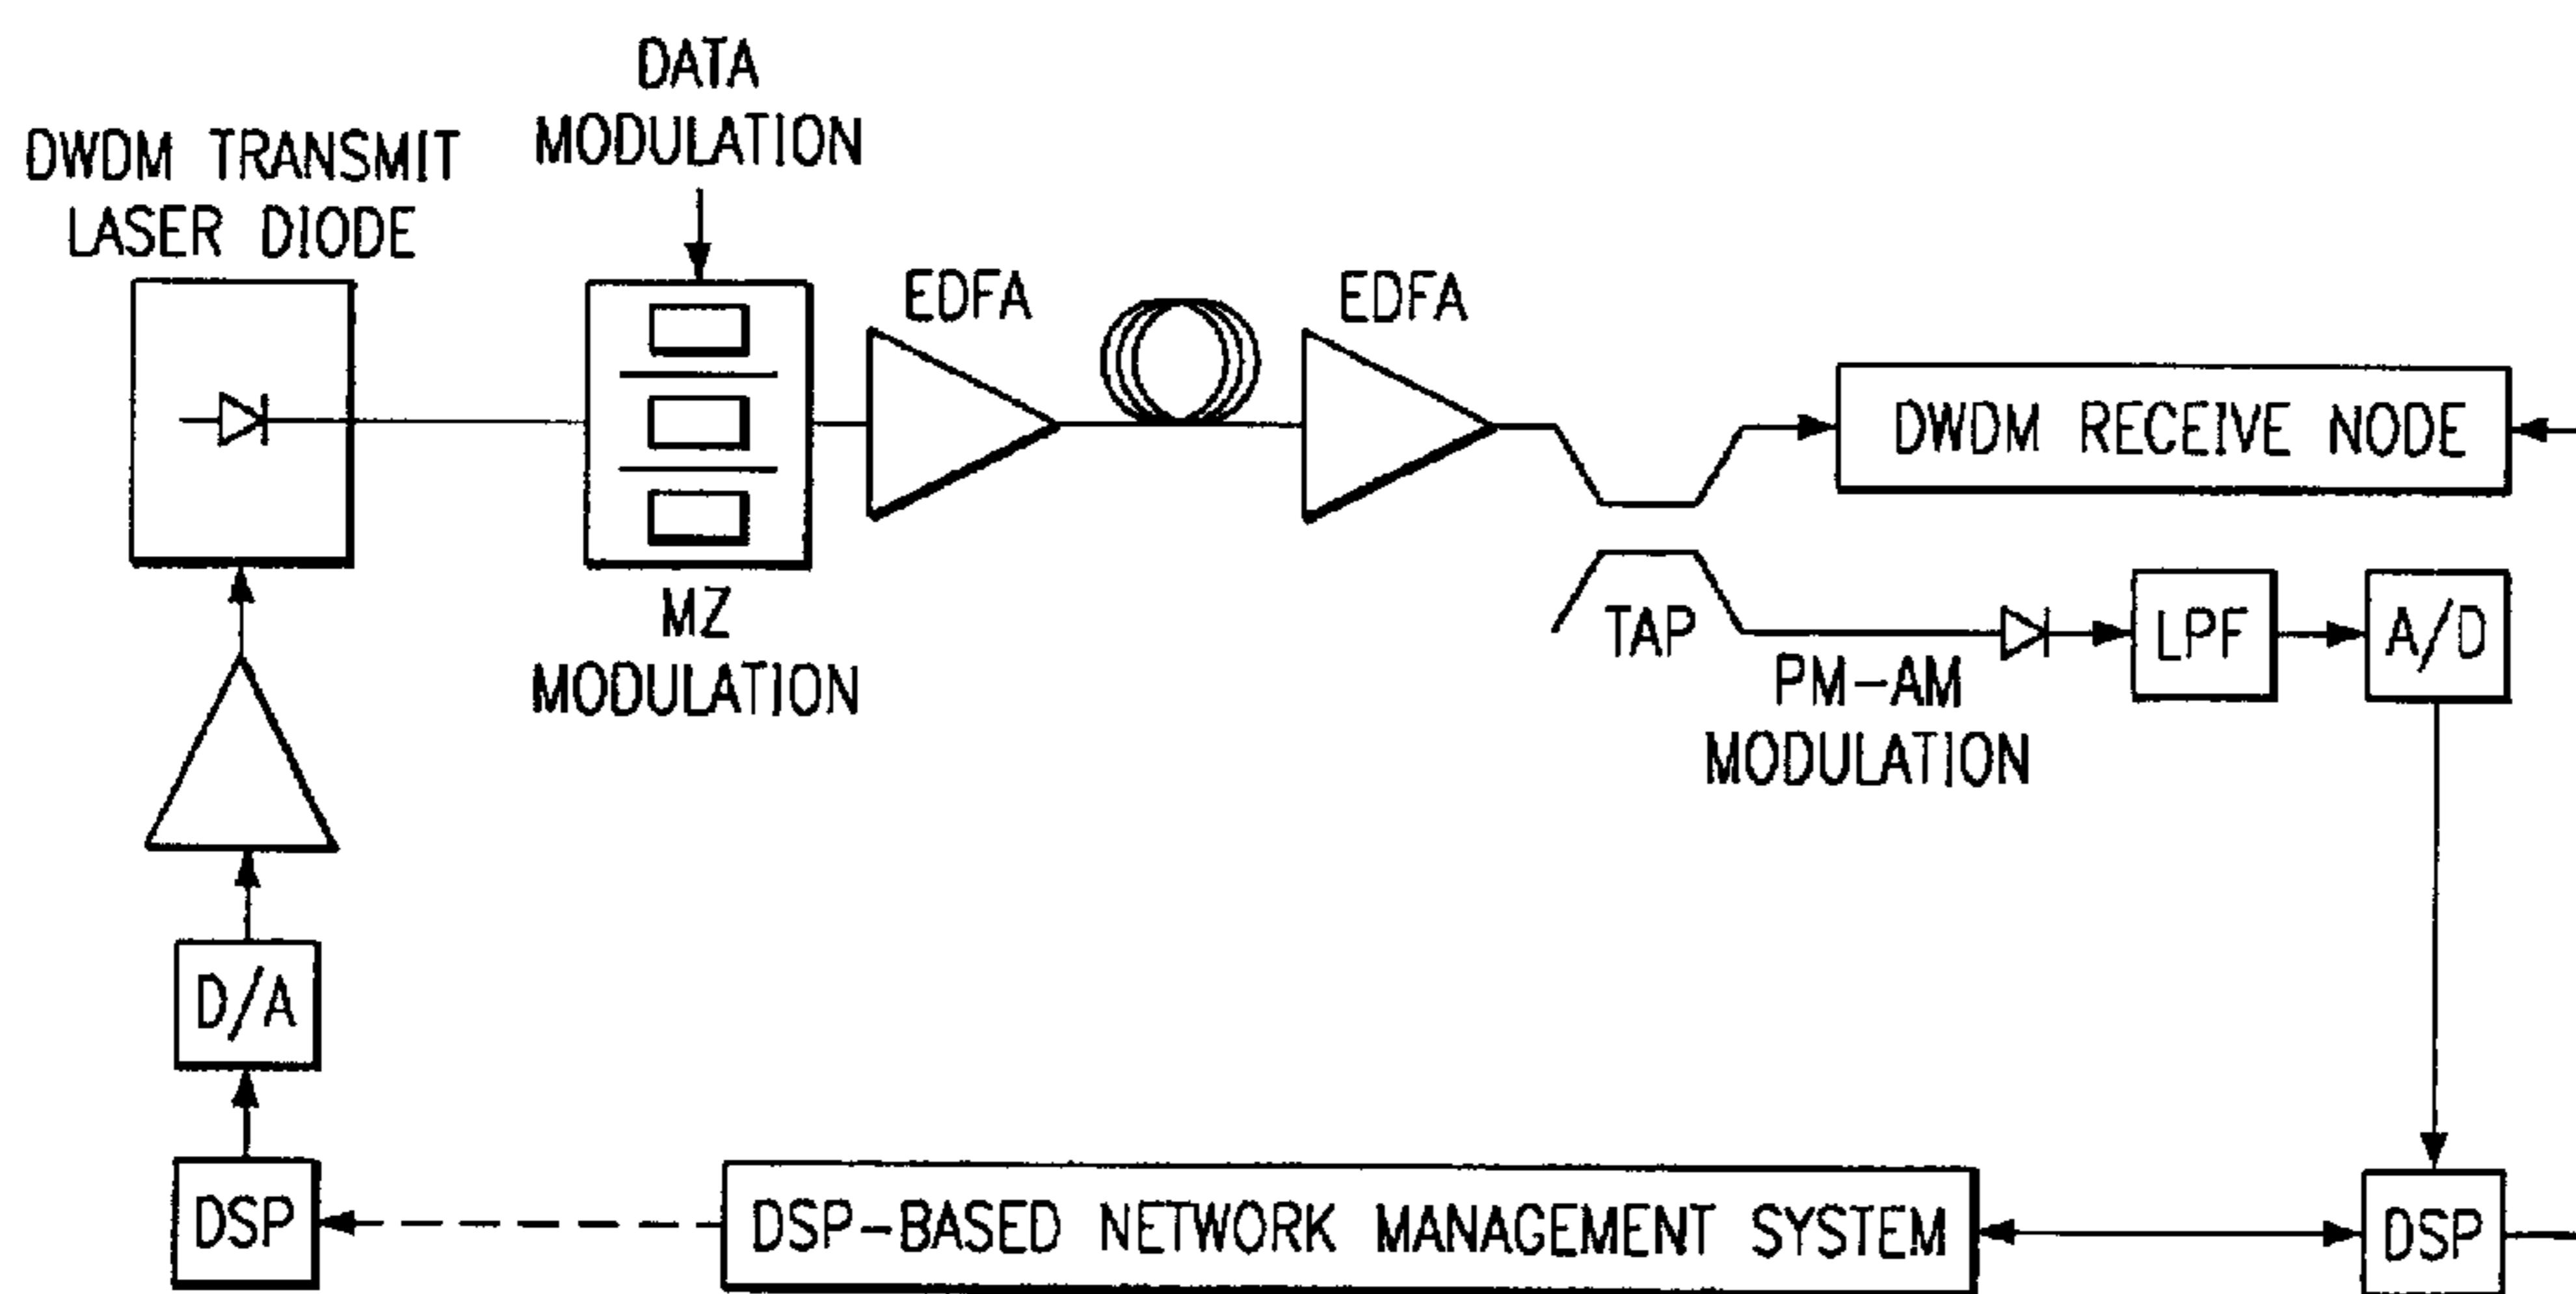 DATA
MODULATION
DWDM TRANSMIT
LASER DIODE
EDFA
EDFA
DWDM RECEIVE NODE
MZ
MODULATION
TAP
LPF
A/D
PM-AM
MODULATION
D/A
DSP
DSP-BASED NETWORK MANAGEMENT SYSTEM
DSP